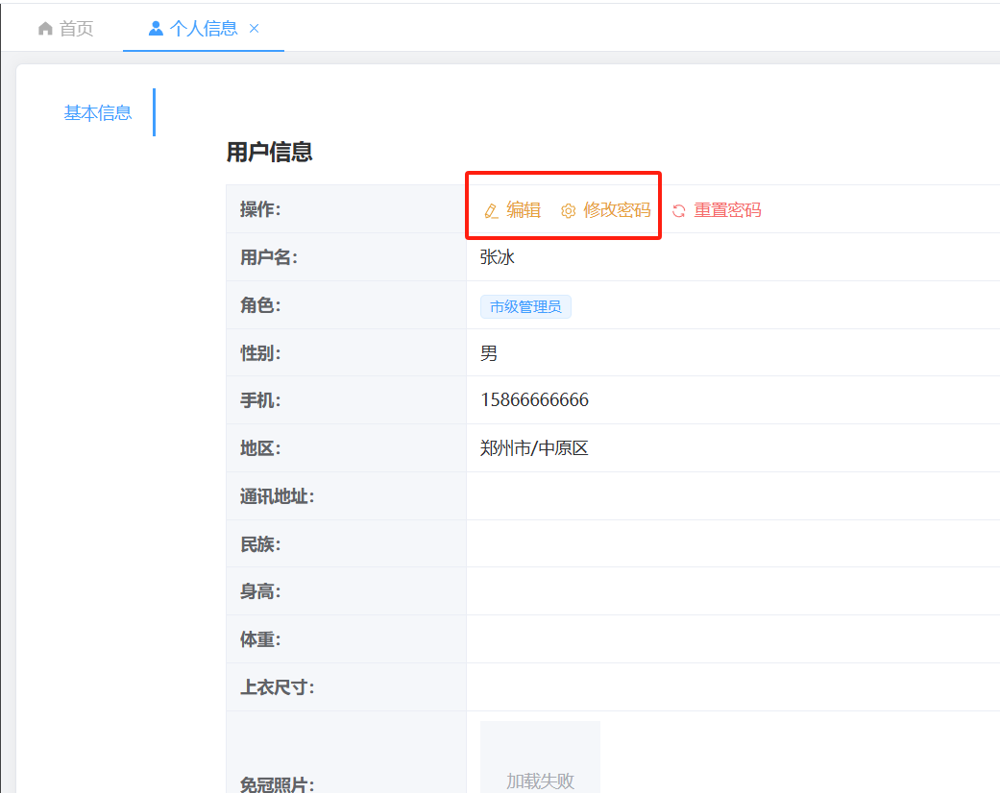 首页 个人信息
基本信息
用户信息
操作： 编辑 修改密码 重置密码
用户名： 张冰
角色： 市级管理员
性别： 男
手机： 15866666666
地区： 郑州市/中原区
通讯地址：
民族：
身高：
体重：
上衣尺寸：
免冠照片： 加载失败